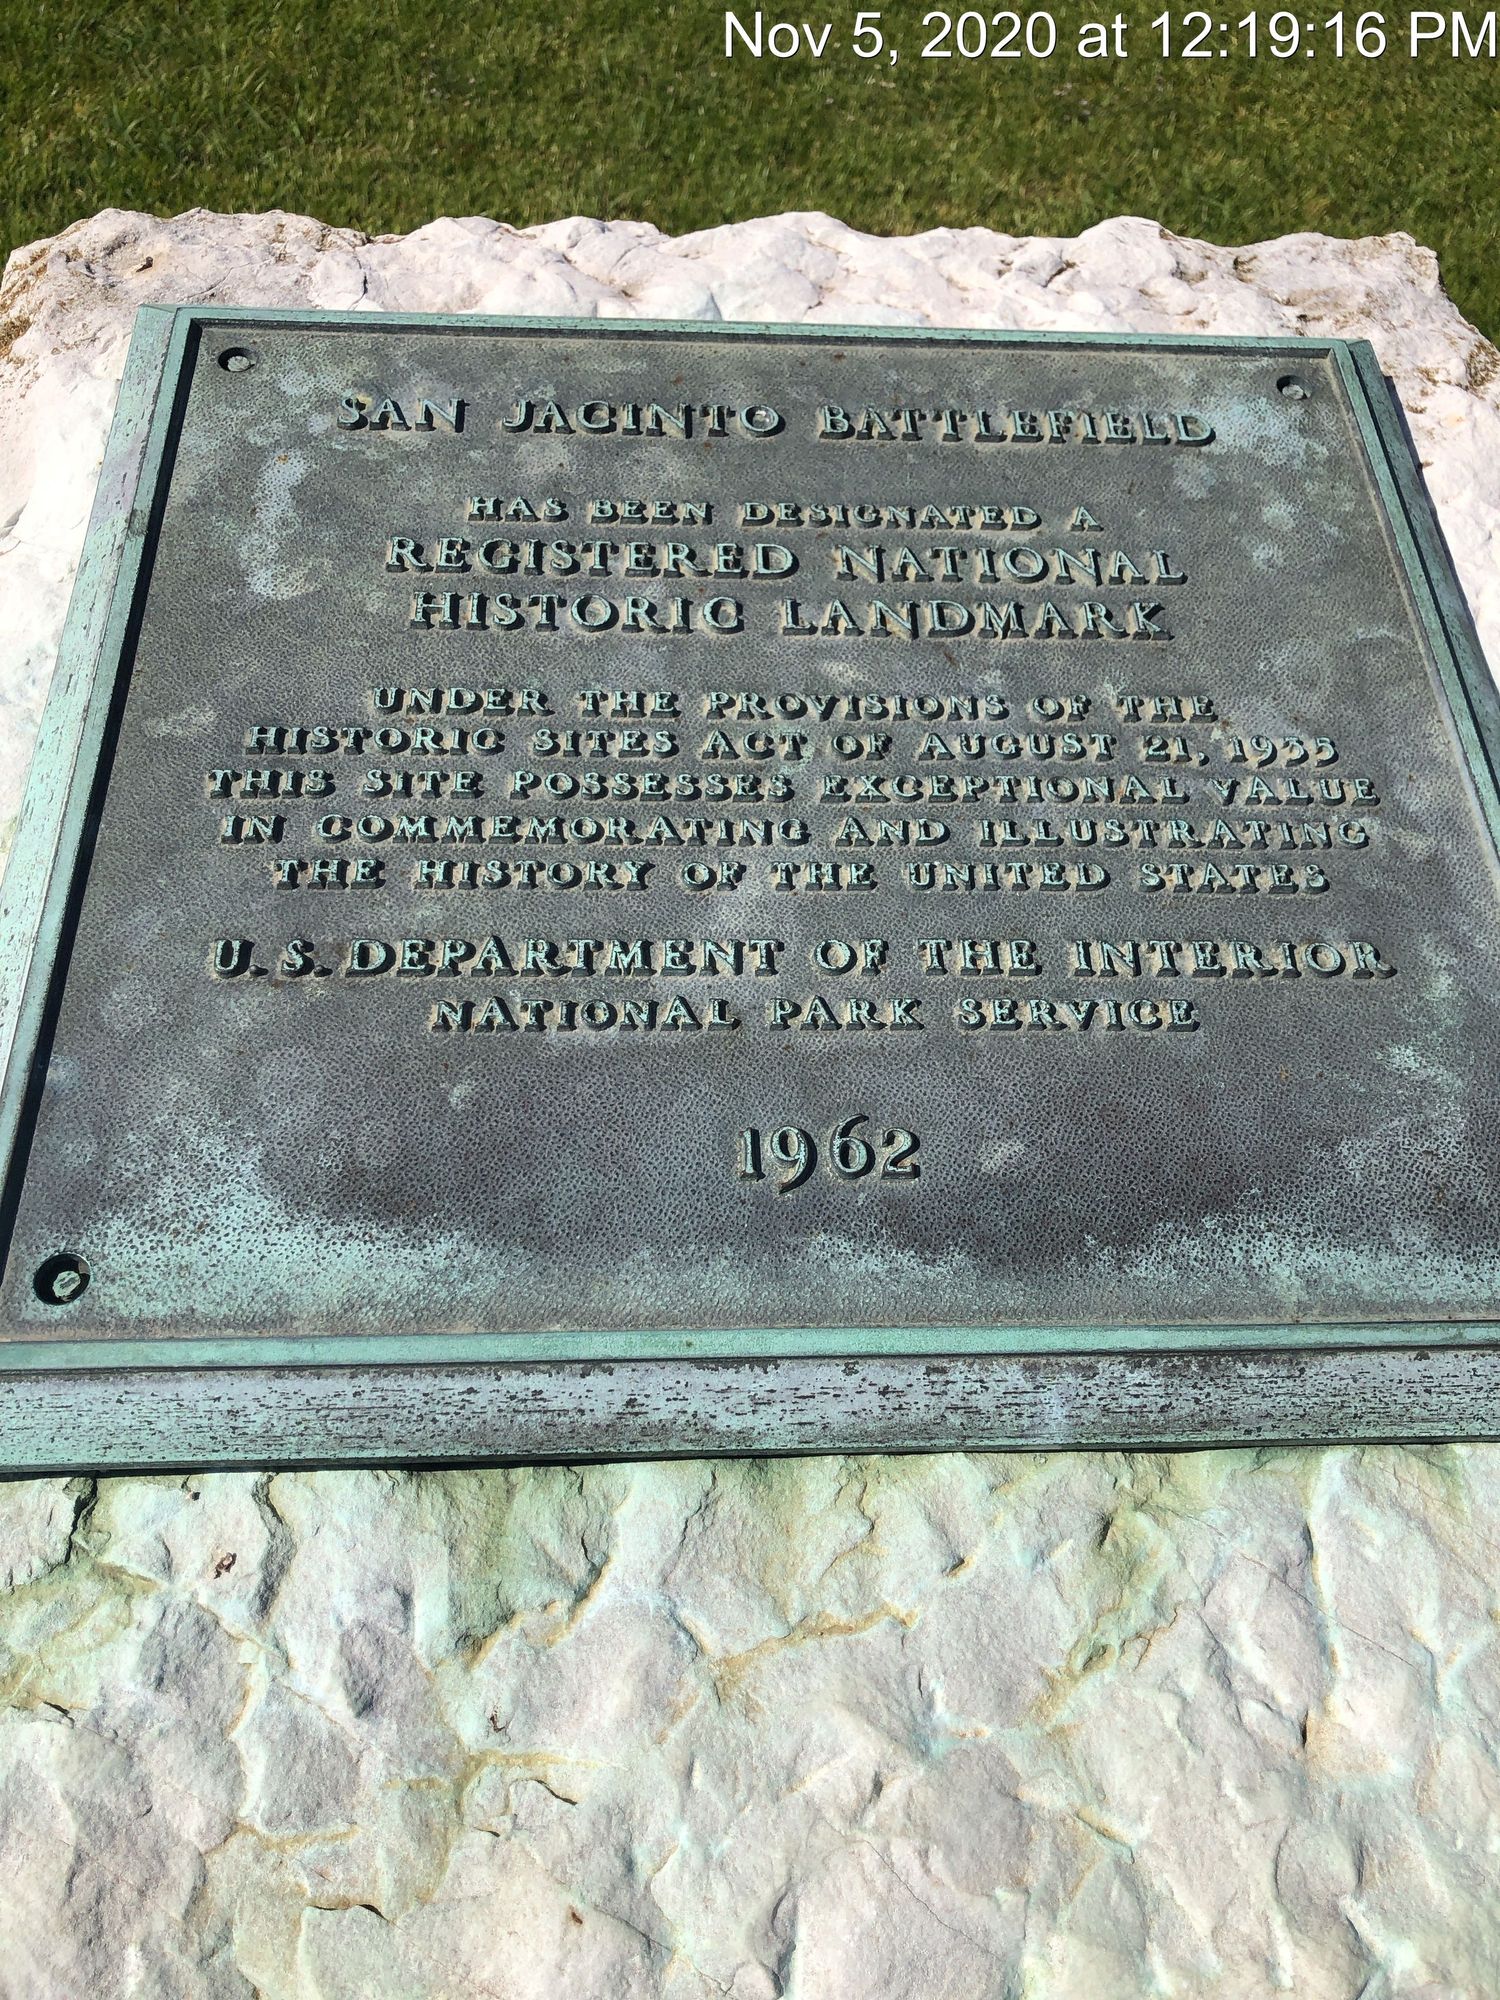 Nov 5, 2020 at 12:19:16 PM
SAN JACINTO BATTLEFIELD
HAS BEEN DESIGNATED A
REGISTERED NATIONAL
HISTORIC LANDMARK
UNDER THE PROVISIONS OF THE
HISTORIC SITES ACT OF AUGUST 21, 1935
THIS SITE POSSESSES EXCEPTIONAL VALUE
IN COMMEMORATING AND ILLUSTRATING
THE HISTORY OF THE UNITED STATES
U.S. DEPARTMENT OF THE INTERIOR
NATIONAL PARK SERVICE
1962